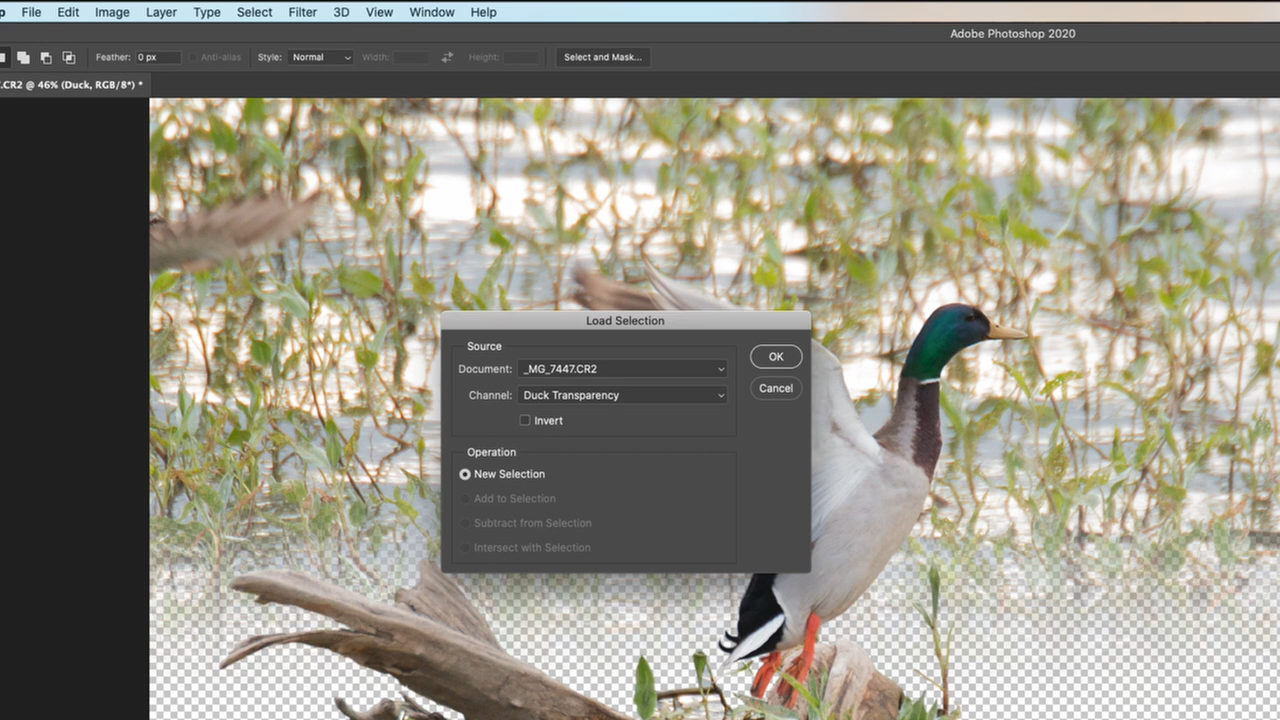 File Edit Image Layer Type Select Filter 3D View Window Help
Adobe Photoshop 2020
Feather: 0 px Anti-alias Style: Normal Width: Height: Select and Mask...
.CR2 @ 46% (Duck, RGB/8*) *
Load Selection
Source
Document: _MG_7447.CR2
Channel: Duck Transparency
Invert
OK
Cancel
Operation
New Selection
Add to Selection
Subtract from Selection
Intersect with Selection